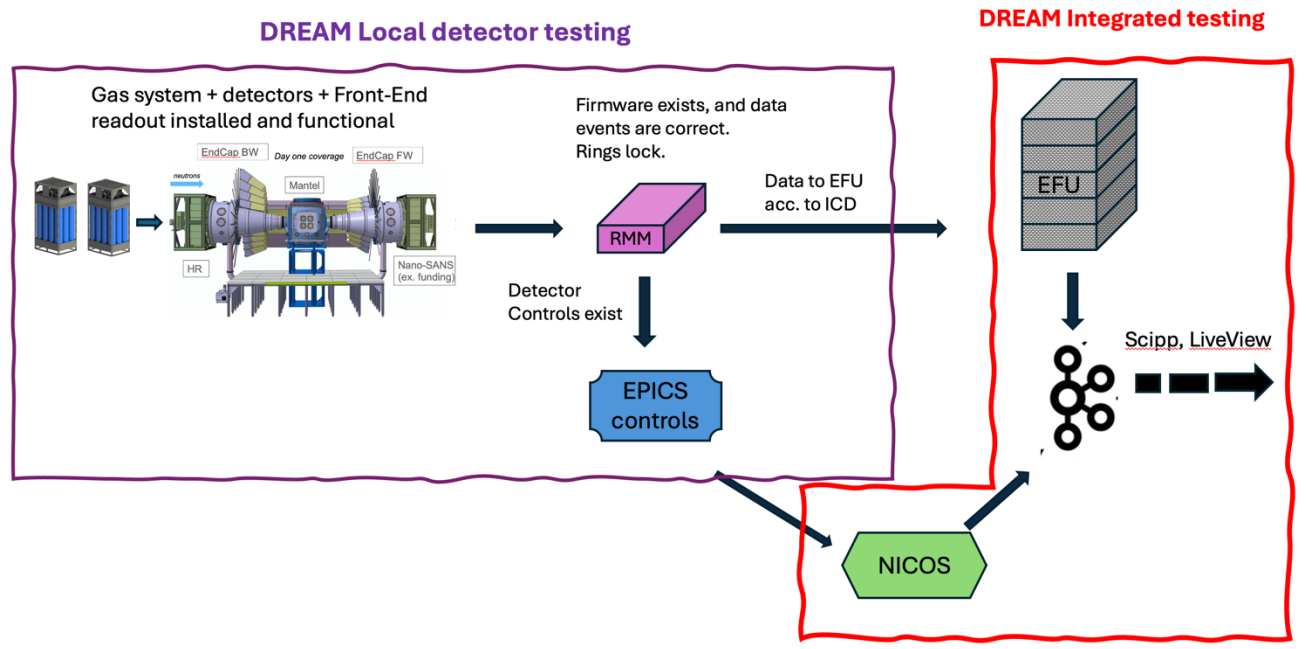 DREAM Local detector testing
DREAM Integrated testing
Gas system + detectors + Front-End
readout installed and functional
EndCap BW
Day one coverage
EndCap FW
neutrons
Mantel
HR
Nano-SANS
(ex. funding)
Firmware exists, and data
events are correct.
Rings lock.
RMM
Data to EFU
acc. to ICD
Detector
Controls exist
EPICS
controls
EFU
Scipp, LiveView
NICOS